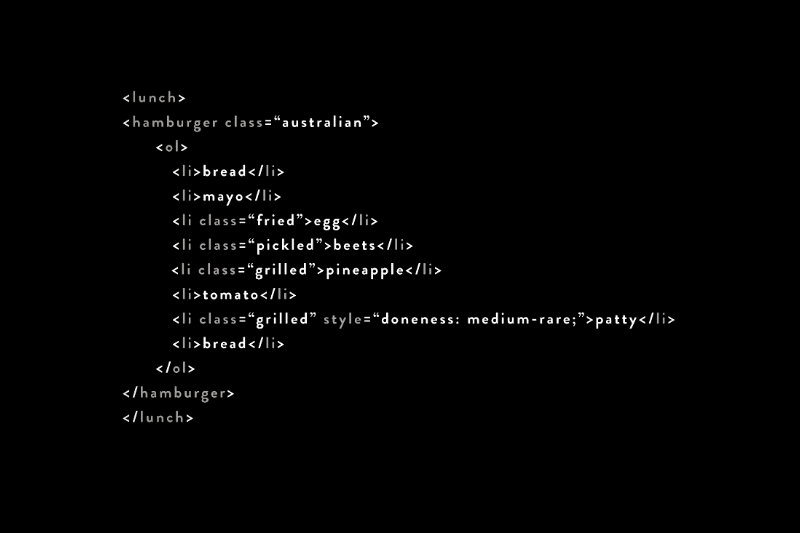 <lunch>
<hamburger class=“australian”>
<ol>
<li>bread</li>
<li>mayo</li>
<li class=“fried”>egg</li>
<li class=“pickled”>beets</li>
<li class=“grilled”>pineapple</li>
<li>tomato</li>
<li class=“grilled” style=“doneness: medium-rare;”>patty</li>
<li>bread</li>
</ol>
</hamburger>
</lunch>